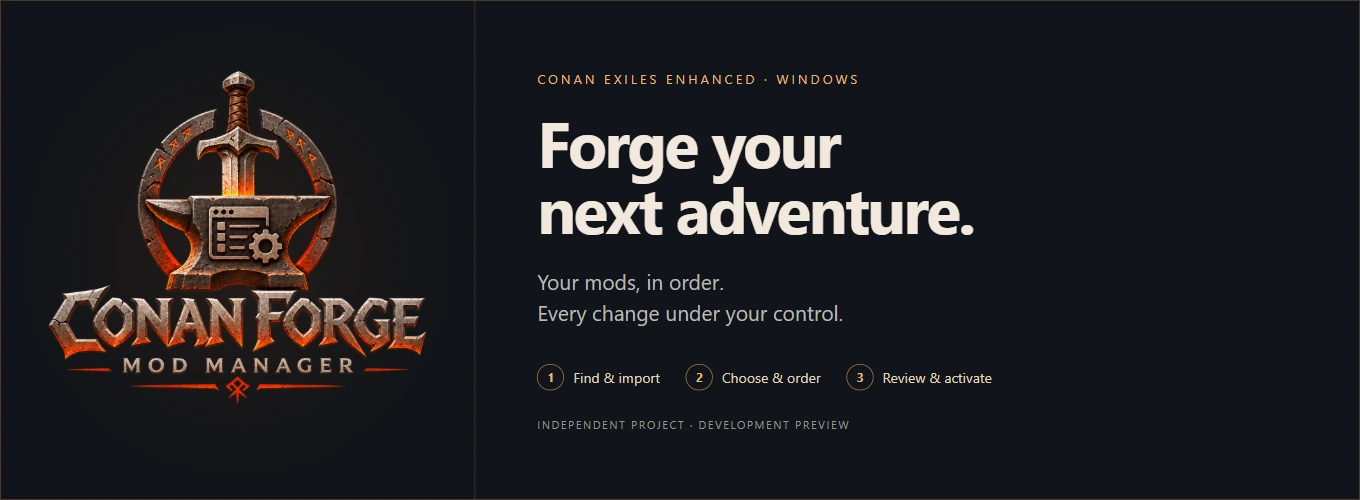 CONAN FORGE
MOD MANAGER
CONAN EXILES ENHANCED · WINDOWS
Forge your
next adventure.
Your mods, in order.
Every change under your control.
1 Find & import 2 Choose & order 3 Review & activate
INDEPENDENT PROJECT · DEVELOPMENT PREVIEW